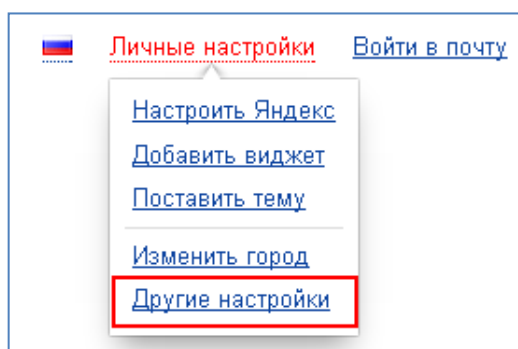 Личные настройки Войти в почту
Настроить Яндекс
Добавить виджет
Поставить тему
Изменить город
Другие настройки